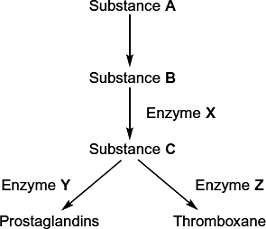 Substance A
Substance B
Enzyme X
Substance C
Enzyme Y
Enzyme Z
Prostaglandins
Thromboxane